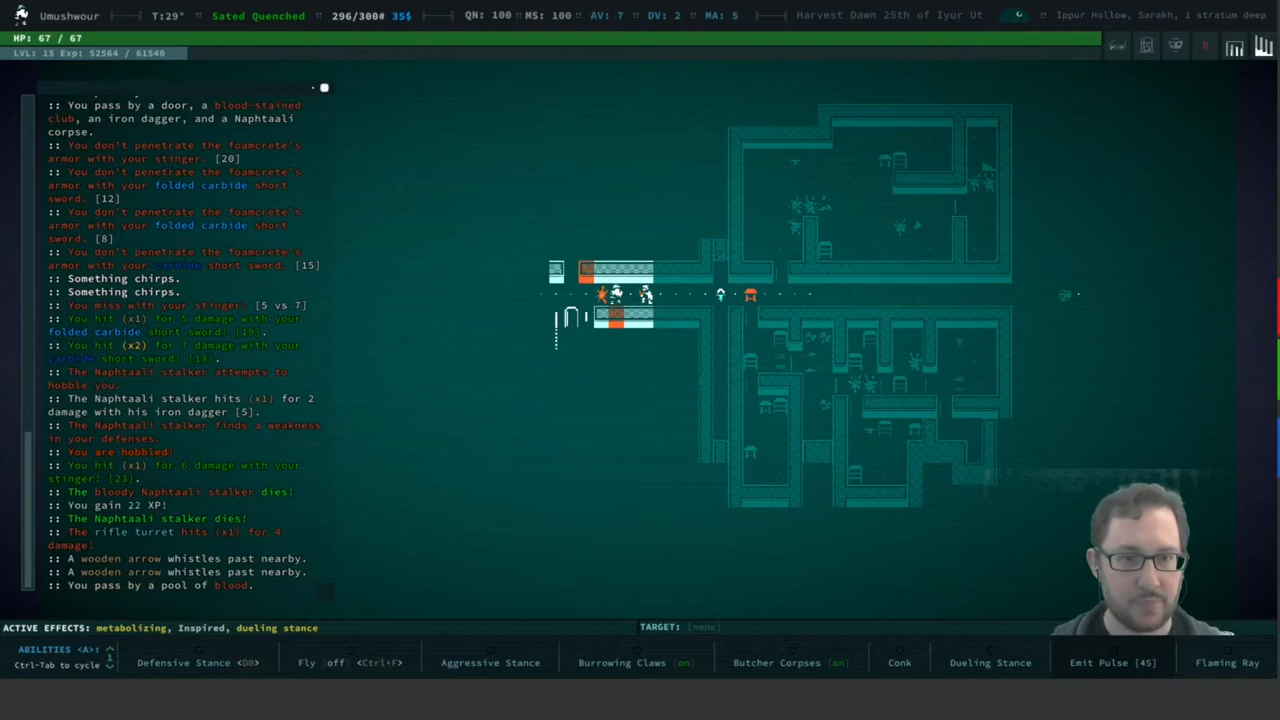 Umushwour T:29° Sated Quenched 296/300# 35$ QN: 100 MS: 100 AV: 7 DV: 2 MA: 5 Harvest Dawn 25th of Iyur Ut Ippur Hollow, Sarakh, 1 stratum deep
HP: 67 / 67
LVL: 15 Exp: 52564 / 61540
:: You pass by a door, a blood-stained
club, an iron dagger, and a Naphtaali
corpse.
:: You don't penetrate the foamcrete's
armor with your stinger. [20]
:: You don't penetrate the foamcrete's
armor with your folded carbide short
sword. [12]
:: You don't penetrate the foamcrete's
armor with your folded carbide short
sword. [8]
:: You don't penetrate the foamcrete's
armor with your carbide short sword. [15]
:: Something chirps.
:: Something chirps.
:: You miss with your stinger! [5 vs 7]
:: You hit (x1) for 5 damage with your
folded carbide short sword! [19].
:: You hit (x2) for 7 damage with your
carbide short sword! [18].
:: The Naphtaali stalker attempts to
hobble you.
:: The Naphtaali stalker hits (x1) for 2
damage with his iron dagger [5].
:: The Naphtaali stalker finds a weakness
in your defenses.
:: You are hobbled!
:: You hit (x1) for 6 damage with your
stinger! [23].
:: The bloody Naphtaali stalker dies!
:: You gain 22 XP!
:: The Naphtaali stalker dies!
:: The rifle turret hits (x1) for 4
damage!
:: A wooden arrow whistles past nearby.
:: A wooden arrow whistles past nearby.
:: You pass by a pool of blood.
ACTIVE EFFECTS: metabolizing, Inspired, dueling stance TARGET: [none]
ABILITIES <A>: 1
Ctrl-Tab to cycle
Defensive Stance <D0> Fly [off] <Ctrl+F> Aggressive Stance Burrowing Claws [on] Butcher Corpses [on] Conk Dueling Stance Emit Pulse [45] Flaming Ray